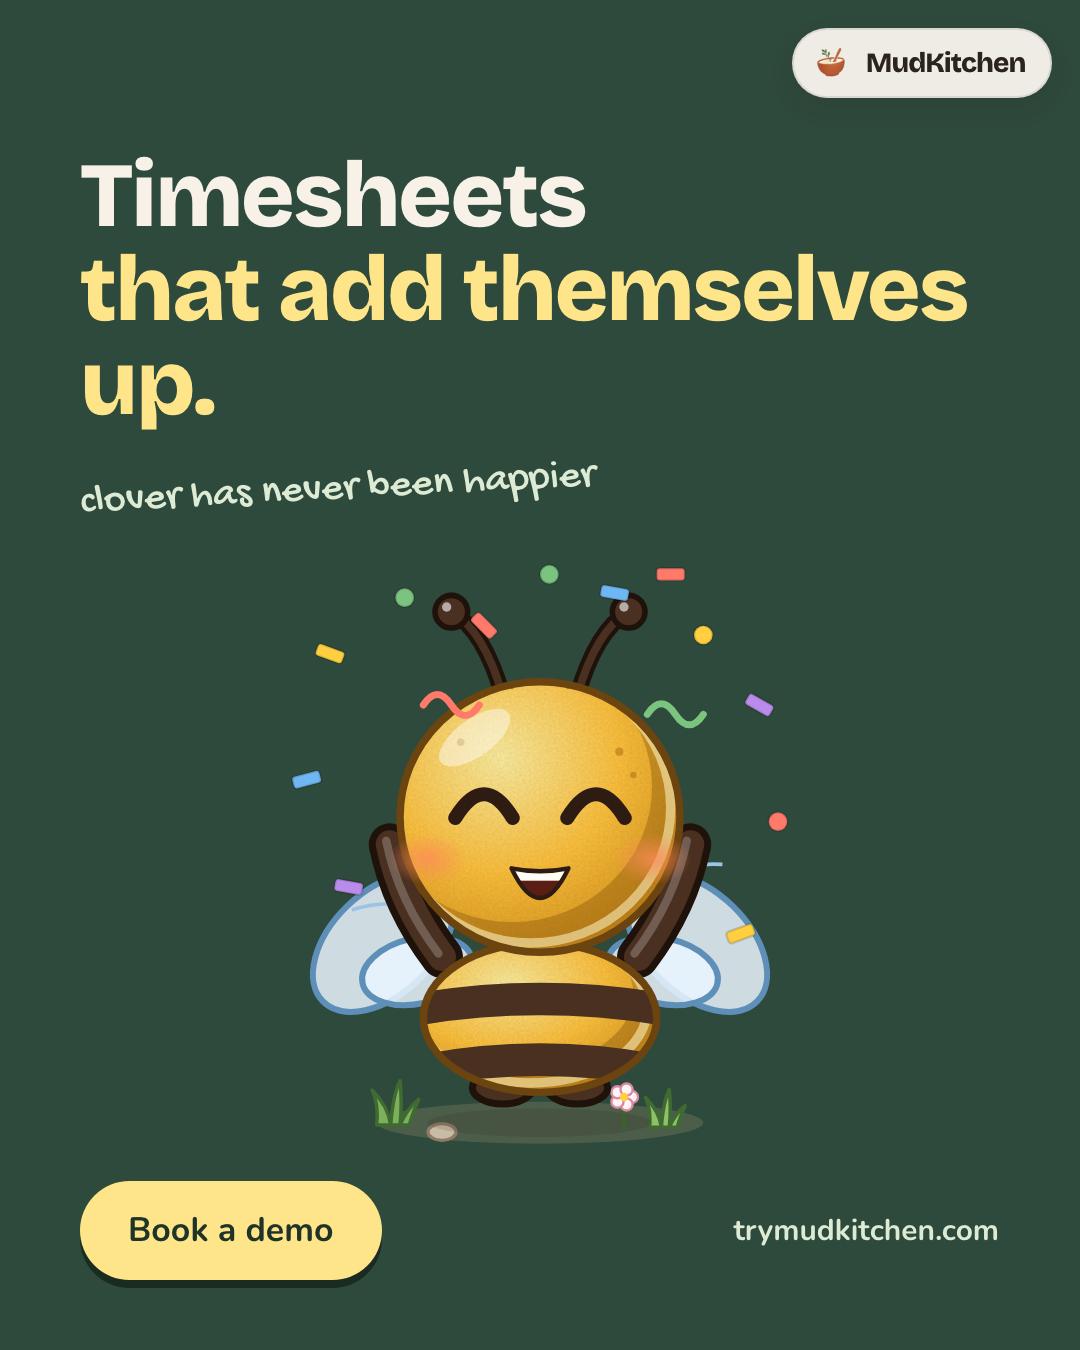 MudKitchen
Timesheets
that add themselves
up.
clover has never been happier
Book a demo
trymudkitchen.com